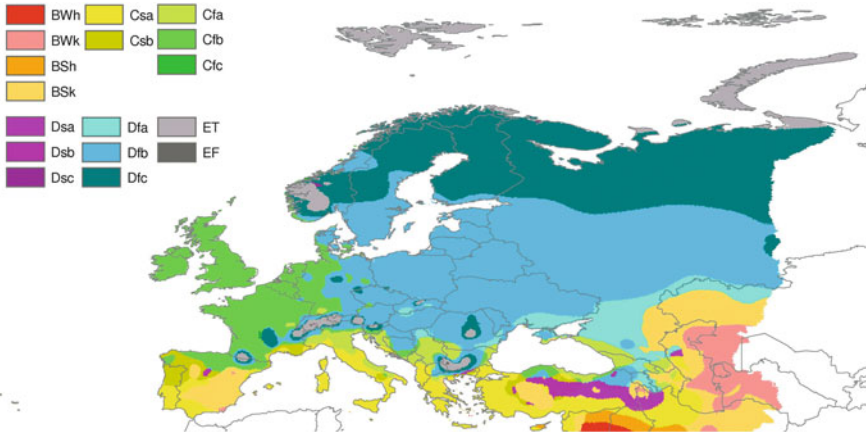 BWh Csa Cfa
BWk Csb Cfb
BSh Cfc
BSk
Dsa Dfa ET
Dsb Dfb EF
Dsc Dfc